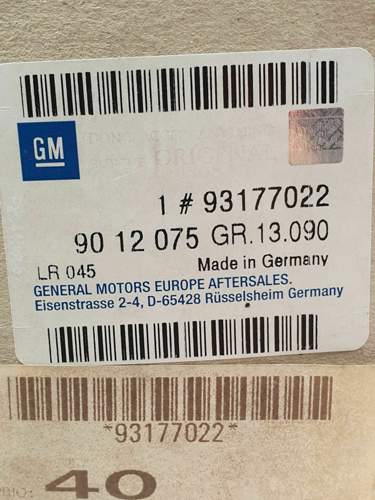 GM
ORIGINAL
1 # 93177022
90 12 075 GR.13.090
LR 045
Made in Germany
GENERAL MOTORS EUROPE AFTERSALES.
Eisenstrasse 2-4, D-65428 Rüsselsheim Germany
*93177022*
40